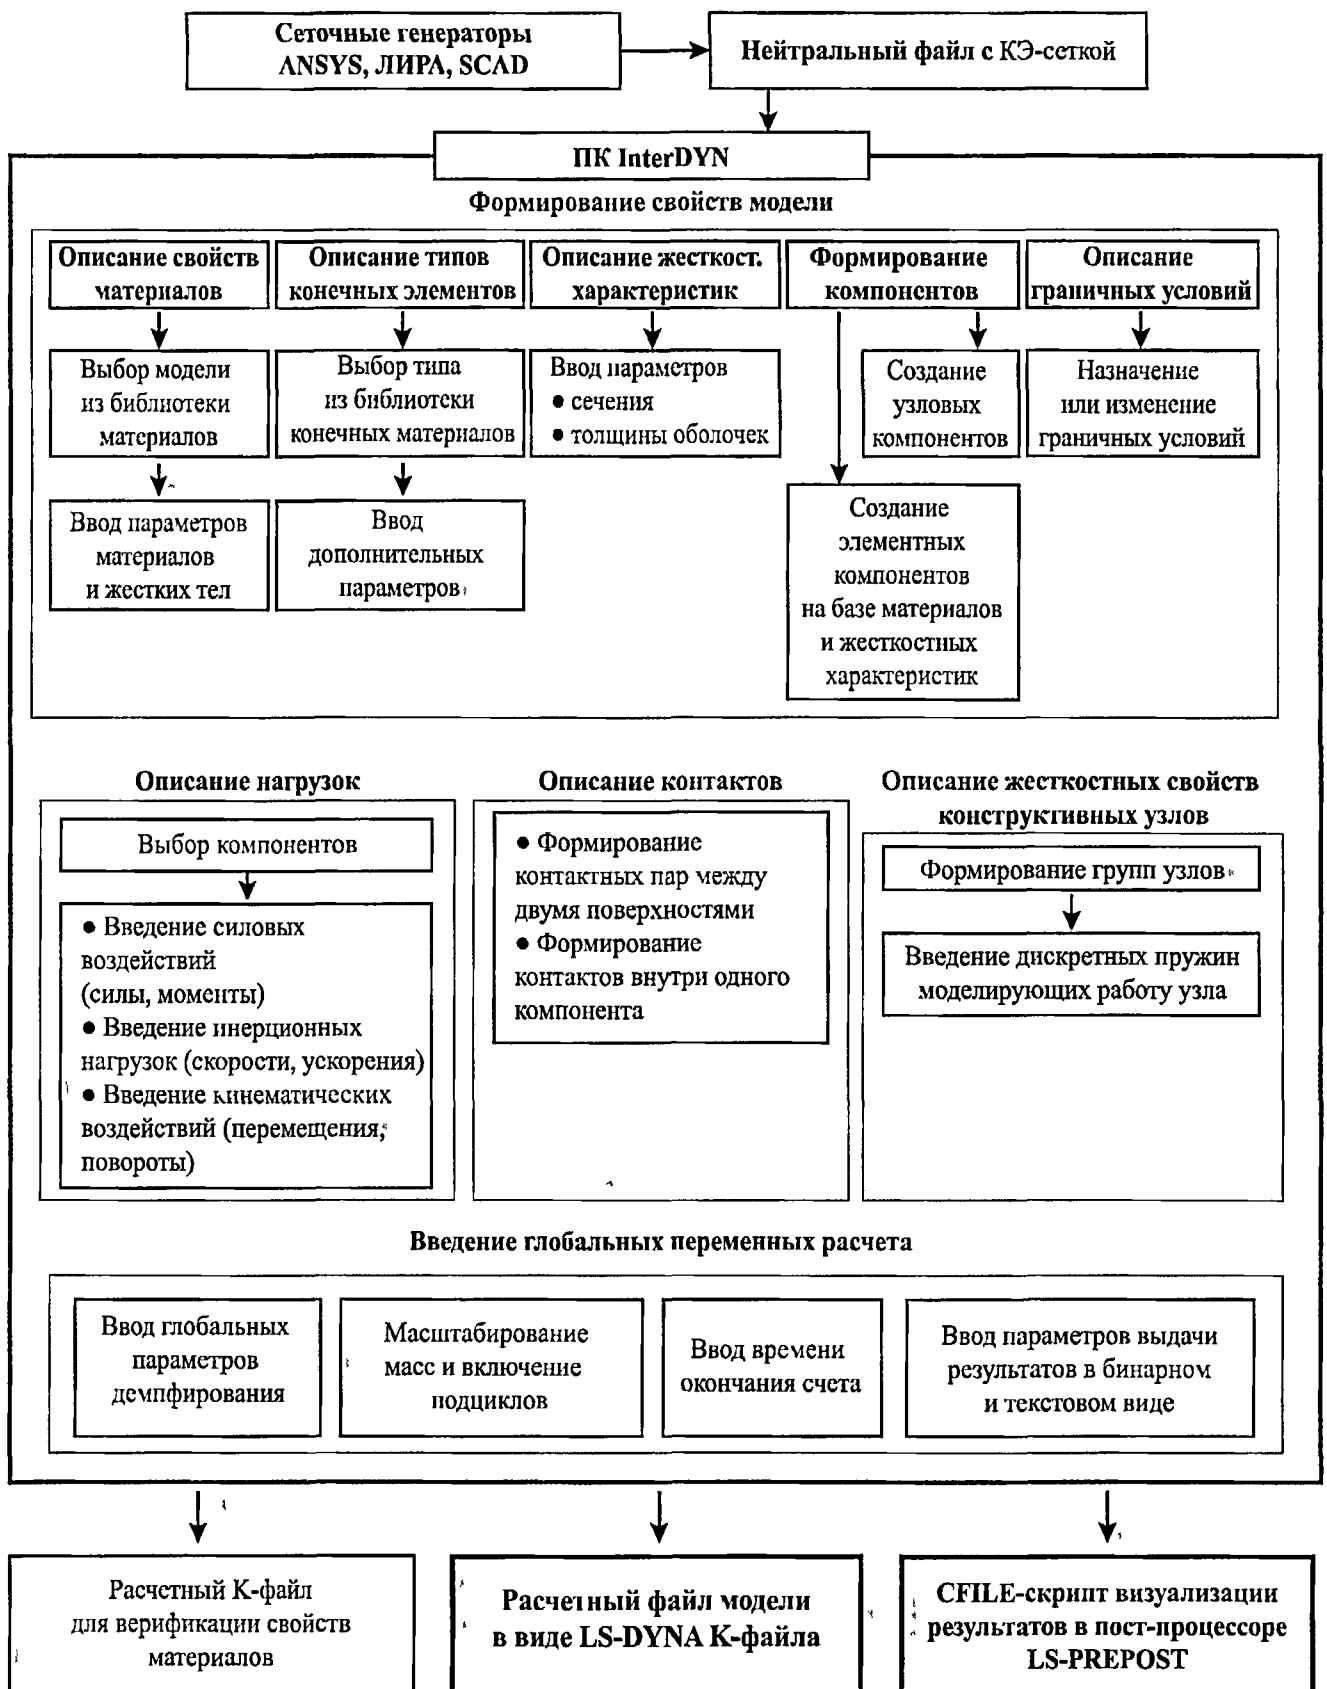 Сеточные генераторы
ANSYS, ЛИРА, SCAD
Нейтральный файл с КЭ-сеткой
ПК InterDYN
Формирование свойств модели
Описание свойств
материалов
Описание типов
конечных элементов
Описание жесткост.
характеристик
Формирование
компонентов
Описание
граничных условий
Выбор модели
из библиотеки
материалов
Выбор типа
из библиотеки
конечных материалов
Ввод параметров
● сечения
● толщины оболочек
Создание
узловых
компонентов
Назначение
или изменение
граничных условий
Ввод параметров
материалов
и жестких тел
Ввод
дополнительных
параметров
Создание
элементных
компонентов
на базе материалов
и жесткостных
характеристик
Описание нагрузок
Выбор компонентов
● Введение силовых
воздействий
(силы, моменты)
● Введение инерционных
нагрузок (скорости, ускорения)
● Введение кинематических
воздействий (перемещения,
повороты)
Описание контактов
● Формирование
контактных пар между
двумя поверхностями
● Формирование
контактов внутри одного
компонента
Описание жесткостных свойств
конструктивных узлов
Формирование групп узлов
Введение дискретных пружин
моделирующих работу узла
Введение глобальных переменных расчета
Ввод глобальных
параметров
демпфирования
Масштабирование
масс и включение
подциклов
Ввод времени
окончания счета
Ввод параметров выдачи
результатов в бинарном
и текстовом виде
Расчетный К-файл
для верификации свойств
материалов
Расчетный файл модели
в виде LS-DYNA К-файла
CFILE-скрипт визуализации
результатов в пост-процессоре
LS-PREPOST